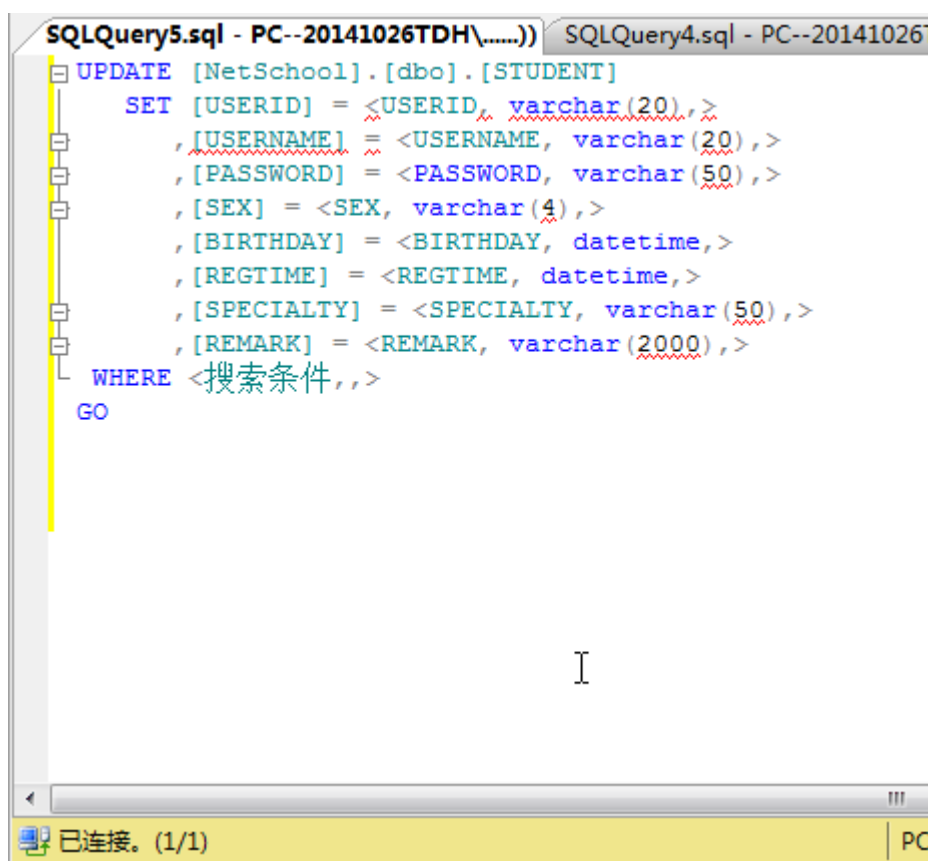 SQLQuery5.sql - PC--20141026TDH\......)) SQLQuery4.sql - PC--20141026
UPDATE [NetSchool].[dbo].[STUDENT]
SET [USERID] = <USERID, varchar(20),>
,[USERNAME] = <USERNAME, varchar(20),>
,[PASSWORD] = <PASSWORD, varchar(50),>
,[SEX] = <SEX, varchar(4),>
,[BIRTHDAY] = <BIRTHDAY, datetime,>
,[REGTIME] = <REGTIME, datetime,>
,[SPECIALTY] = <SPECIALTY, varchar(50),>
,[REMARK] = <REMARK, varchar(2000),>
WHERE <搜索条件,,>
GO
已连接。(1/1) PC